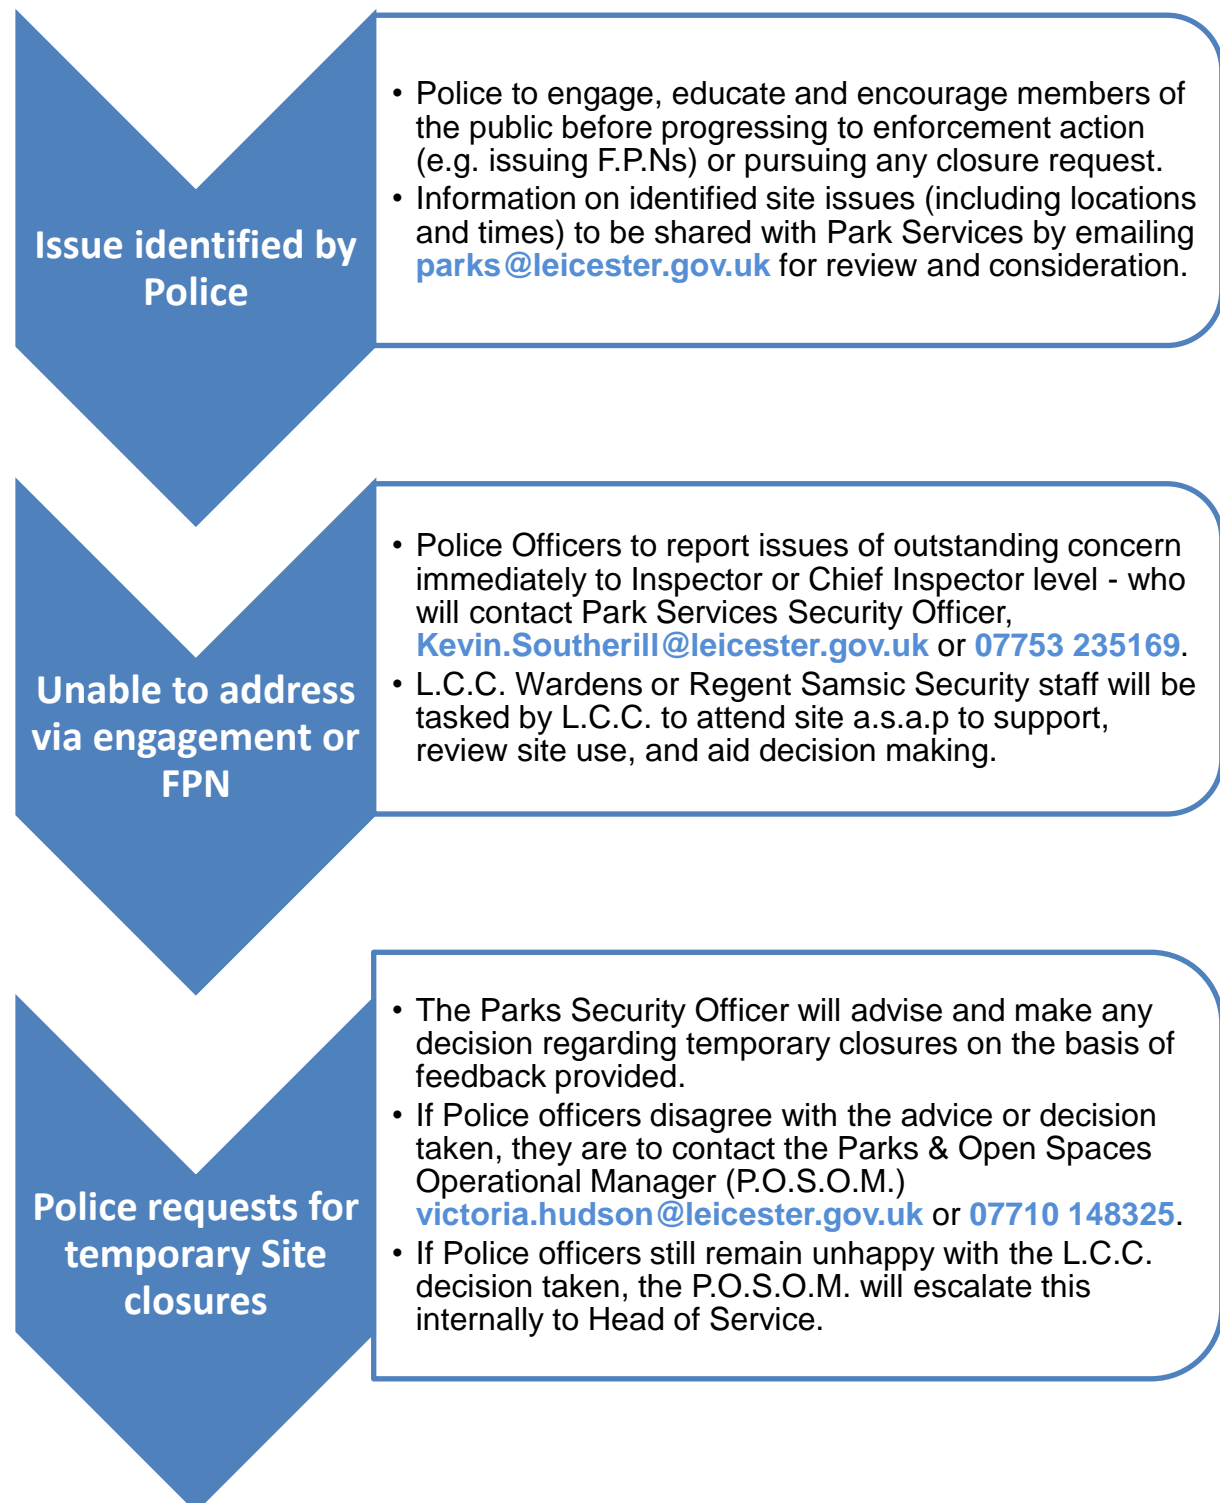 Issue identified by
Police
• Police to engage, educate and encourage members of
the public before progressing to enforcement action
(e.g. issuing F.P.Ns) or pursuing any closure request.
• Information on identified site issues (including locations
and times) to be shared with Park Services by emailing
parks@leicester.gov.uk for review and consideration.
Unable to address
via engagement or
FPN
• Police Officers to report issues of outstanding concern
immediately to Inspector or Chief Inspector level - who
will contact Park Services Security Officer,
Kevin.Southerill@leicester.gov.uk or 07753 235169.
• L.C.C. Wardens or Regent Samsic Security staff will be
tasked by L.C.C. to attend site a.s.a.p to support,
review site use, and aid decision making.
Police requests for
temporary Site
closures
• The Parks Security Officer will advise and make any
decision regarding temporary closures on the basis of
feedback provided.
• If Police officers disagree with the advice or decision
taken, they are to contact the Parks & Open Spaces
Operational Manager (P.O.S.O.M.)
victoria.hudson@leicester.gov.uk or 07710 148325.
• If Police officers still remain unhappy with the L.C.C.
decision taken, the P.O.S.O.M. will escalate this
internally to Head of Service.